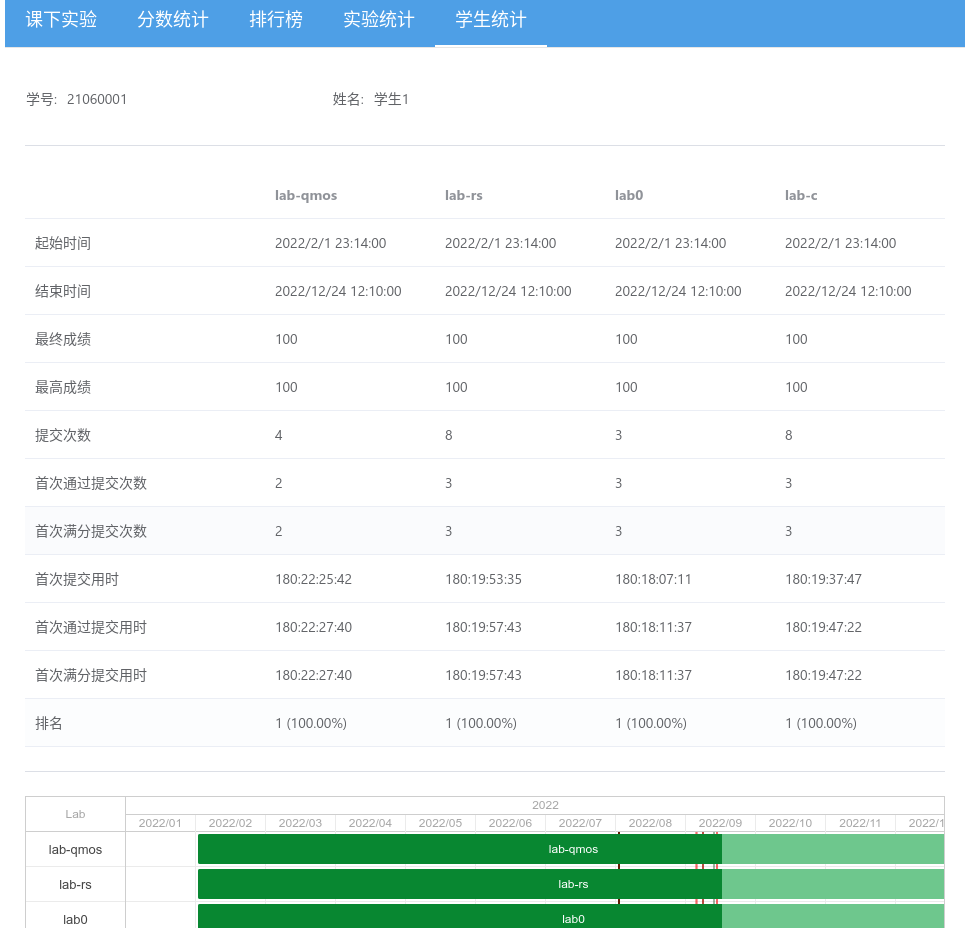 课下实验 分数统计 排行榜 实验统计 学生统计
学号: 21060001 姓名: 学生1
lab-qmos lab-rs lab0 lab-c
起始时间 2022/2/1 23:14:00 2022/2/1 23:14:00 2022/2/1 23:14:00 2022/2/1 23:14:00
结束时间 2022/12/24 12:10:00 2022/12/24 12:10:00 2022/12/24 12:10:00 2022/12/24 12:10:00
最终成绩 100 100 100 100
最高成绩 100 100 100 100
提交次数 4 8 3 8
首次通过提交次数 2 3 3 3
首次满分提交次数 2 3 3 3
首次提交用时 180:22:25:42 180:19:53:35 180:18:07:11 180:19:37:47
首次通过提交用时 180:22:27:40 180:19:57:43 180:18:11:37 180:19:47:22
首次满分提交用时 180:22:27:40 180:19:57:43 180:18:11:37 180:19:47:22
排名 1 (100.00%) 1 (100.00%) 1 (100.00%) 1 (100.00%)
Lab 2022
2022/01 2022/02 2022/03 2022/04 2022/05 2022/06 2022/07 2022/08 2022/09 2022/10 2022/11 2022/1
lab-qmos lab-qmos
lab-rs lab-rs
lab0 lab0